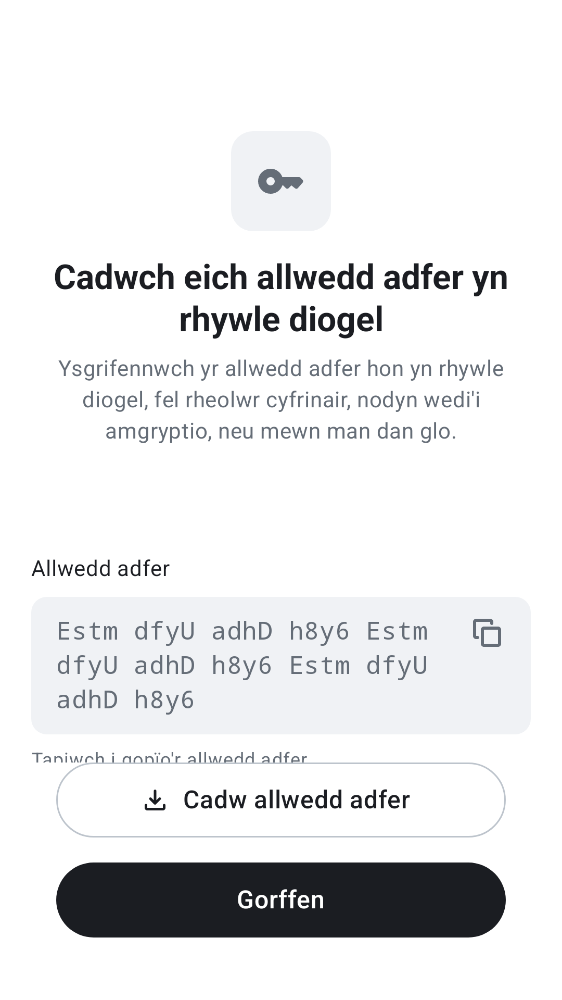 Cadwch eich allwedd adfer yn
rhywle diogel
Ysgrifennwch yr allwedd adfer hon yn rhywle
diogel, fel rheolwr cyfrinair, nodyn wedi'i
amgryptio, neu mewn man dan glo.
Allwedd adfer
Estm dfyU adhD h8y6 Estm
dfyU adhD h8y6 Estm dfyU
adhD h8y6
Tapiwch i gopïo'r allwedd adfer
Cadw allwedd adfer
Gorffen